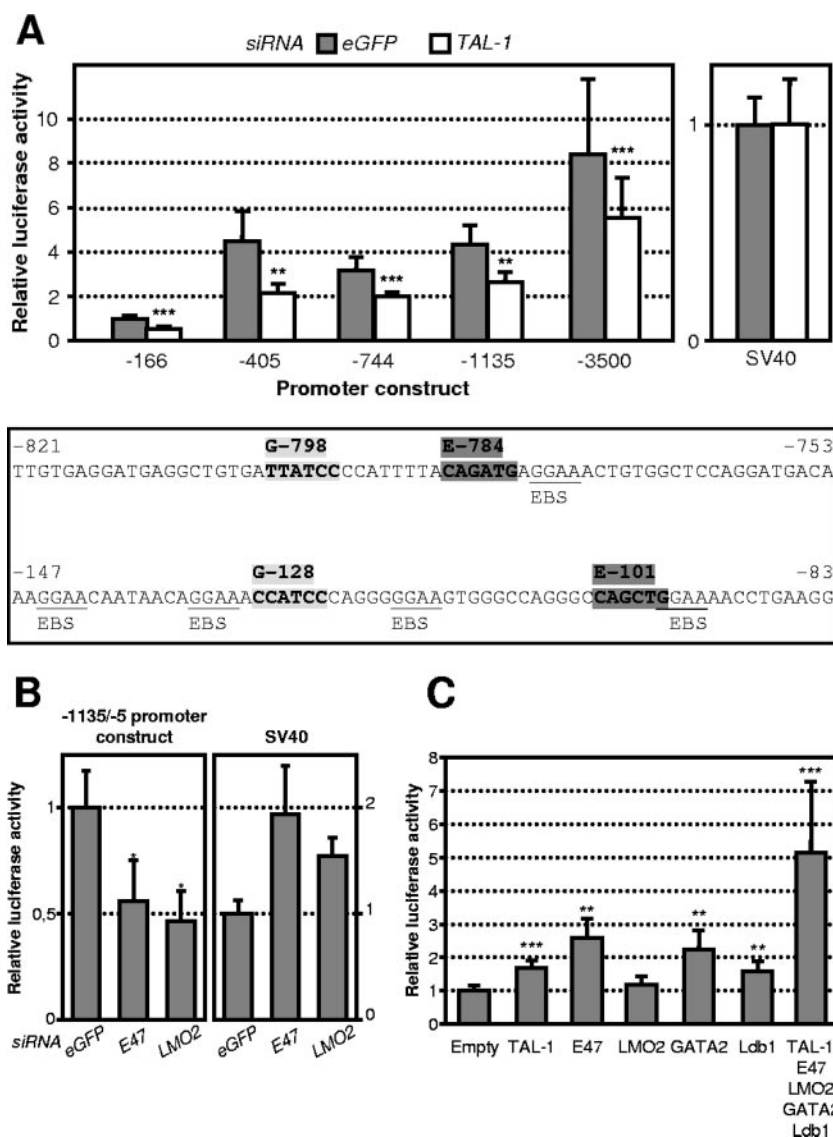 A
siRNA eGFP TAL-1
Relative luciferase activity
10
8
6
4
2
0
-166 -405 -744 -1135 -3500
Promoter construct
*** ** *** ** ***
1
0
SV40
-821 G-798 E-784 -753
TTGTGAGGATGAGGCTGTGATTATCCCCATTTTACAGATGAGGAAACTGTGGCTCCAGGATGACA
EBS
-147 G-128 E-101 -83
AAGGAACAATAACAGGAAACCATCCCAGGGGGAAGTGGGCCAGGGCCAGCTGGGAAAACCTGAAGG
EBS EBS EBS EBS
B
-1135/-5 promoter
construct
SV40
Relative luciferase activity
1
0,5
0
* *
2
1
0
siRNA eGFP E47 LMO2 eGFP E47 LMO2
C
Relative luciferase activity
8
7
6
5
4
3
2
1
0
*** ** ** ** ***
Empty TAL-1 E47 LMO2 GATA2 Ldb1 TAL-1
E47
LMO2
GATA2
Ldb1